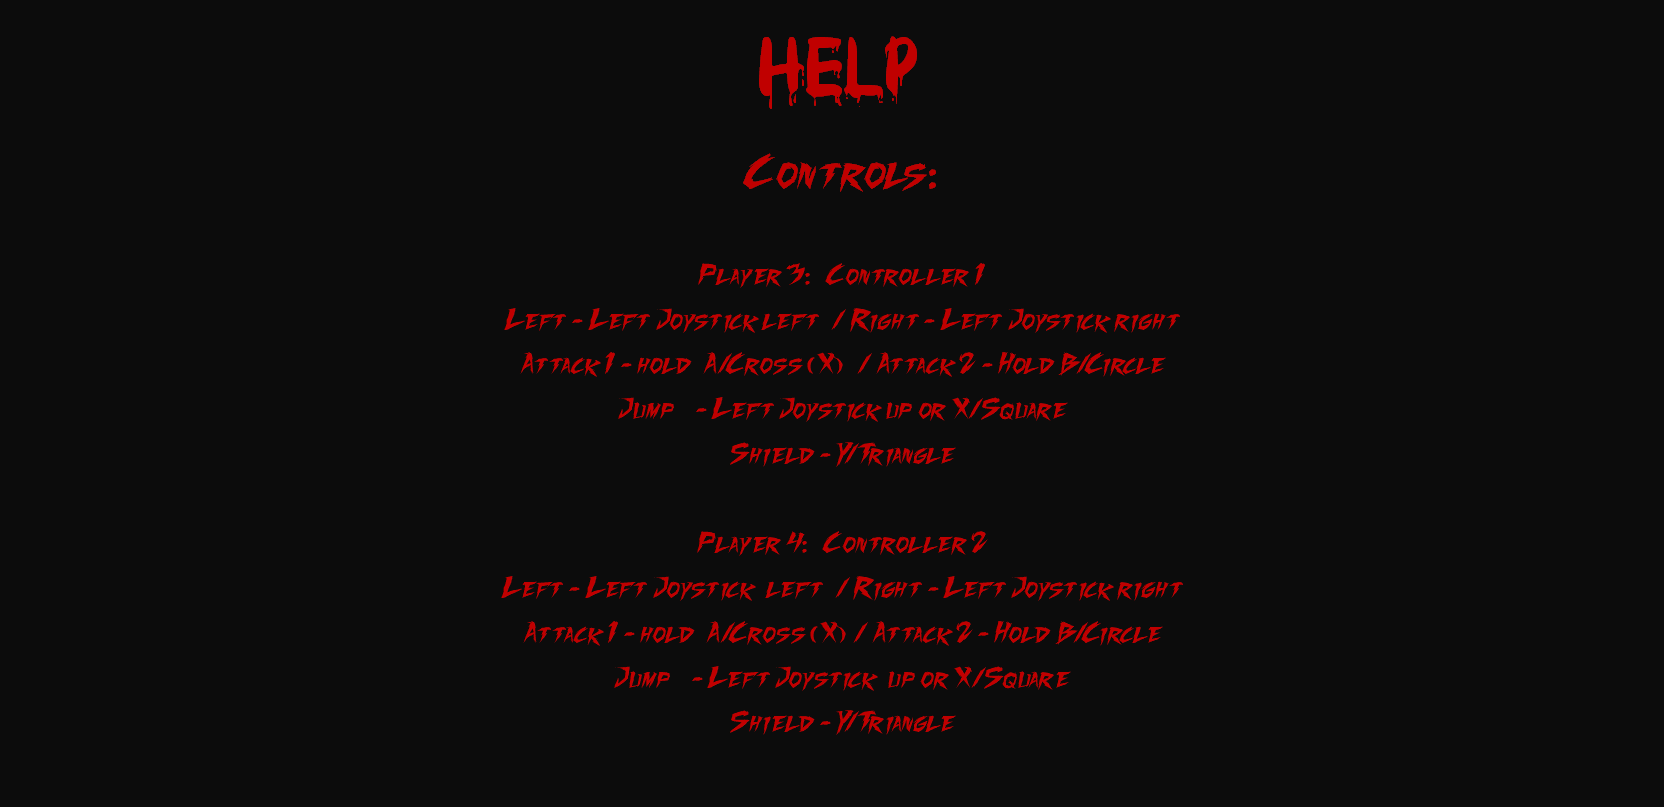 HELP
Controls:
Player 3: Controller 1
Left - Left Joystick left / Right - Left Joystick right
Attack 1 - hold A/Cross (X) / Attack 2 - Hold B/Circle
Jump - Left Joystick up or X/Square
Shield - Y/Triangle
Player 4: Controller 2
Left - Left Joystick left / Right - Left Joystick right
Attack 1 - hold A/Cross (X) / Attack 2 - Hold B/Circle
Jump - Left Joystick up or X/Square
Shield - Y/Triangle